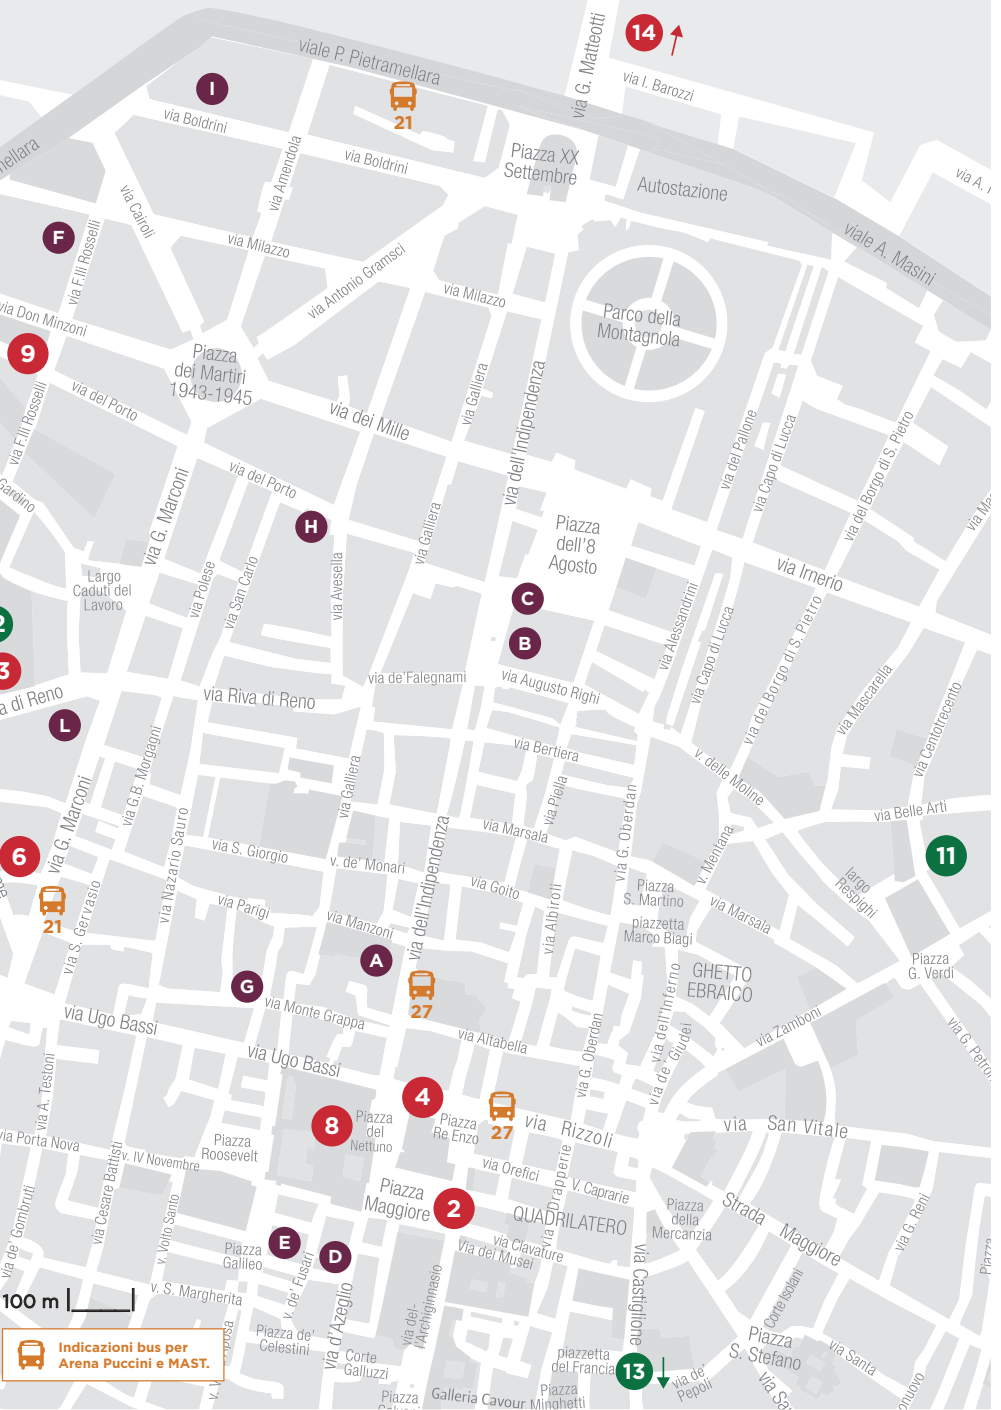 14
via G. Matteotti
viale P. Pietramellara
via I. Barozzi
I
21
via Boldrini
via Boldrini
via Amendola
Piazza XX
Settembre
Autostazione
via A.
via Cairoli
F
via F.lli Rosselli
via Milazzo
via Antonio Gramsci
via Milazzo
viale A. Masini
via Don Minzoni
Parco della
Montagnola
9
Piazza
dei Martiri
1943-1945
via del Porto
via F.lli Rosselli
via dei Mille
via Galliera
via dell'Indipendenza
via del Pallone
via Capo di Lucca
via del Borgo di S. Pietro
via G. Marconi
via del Porto
H
via Galliera
Piazza
dell'8
Agosto
via Irnerio
Largo
Caduti del
Lavoro
via Polese
via San Carlo
via Avesella
C
B
via Alessandrini
via Capo di Lucca
via del Borgo di S. Pietro
via Mascarella
via Centotrecento
2
3
a di Reno
via Riva di Reno
via de'Falegnami
via Augusto Righi
L
via G.B. Morgagni
via Bertiera
v. delle Moline
via G. Marconi
via Galliera
via Piella
via G. Oberdan
via Belle Arti
via Nazario Sauro
via dell'Indipendenza
via Marsala
v. Mentana
6
via S. Giorgio
v. de' Monari
via Goito
Piazza
S. Martino
largo
Respighi
11
21
via S. Gervasio
via Parigi
via Manzoni
via Albiroli
piazzetta
Marco Biagi
via Marsala
A
GHETTO
EBRAICO
Piazza
G. Verdi
G
27
via Monte Grappa
via Ugo Bassi
via Altabella
via G. Oberdan
via dell'Inferno
via de' Giudei
via Zamboni
via Ugo Bassi
via A. Testoni
4
8
Piazza
del
Nettuno
Piazza
Re Enzo
27
via Rizzoli
via San Vitale
via Porta Nova
v. IV Novembre
Piazza
Roosevelt
via Cesare Battisti
via Orefici
via Drapperie
V. Caprarie
Piazza
Maggiore
2
QUADRILATERO
Piazza
della
Mercanzia
Strada Maggiore
via G. Reni
via de' Gombruti
v. Volto Santo
E
D
Piazza
Galileo
via Clavature
via dei Musei
via Castiglione
Piazza
v. S. Margherita
v. de' Fusari
via d'Azeglio
via del-
l'Archiginnasio
Corte Isolani
100 m
Piazza de'
Celestini
Corte
Galluzzi
piazzetta
del Francia
13
via de'
Pepoli
Piazza
S. Stefano
via Santa
Indicazioni bus per
Arena Puccini e MAST.
Piazza
Galleria Cavour
Piazza
Minghetti